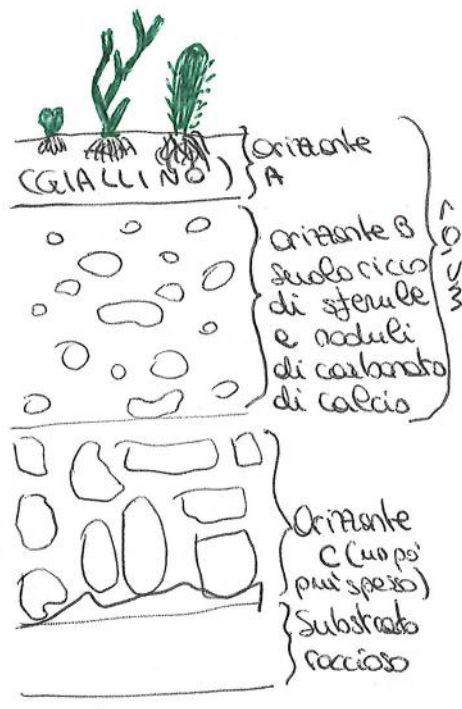 (GIALLINO)
Orizzonte
A
Orizzonte B
suolo ricco
di sferule
e noduli
di carbonato
di calcio
SOLUM
Orizzonte
C (un po'
più spesso)
Substrato
roccioso